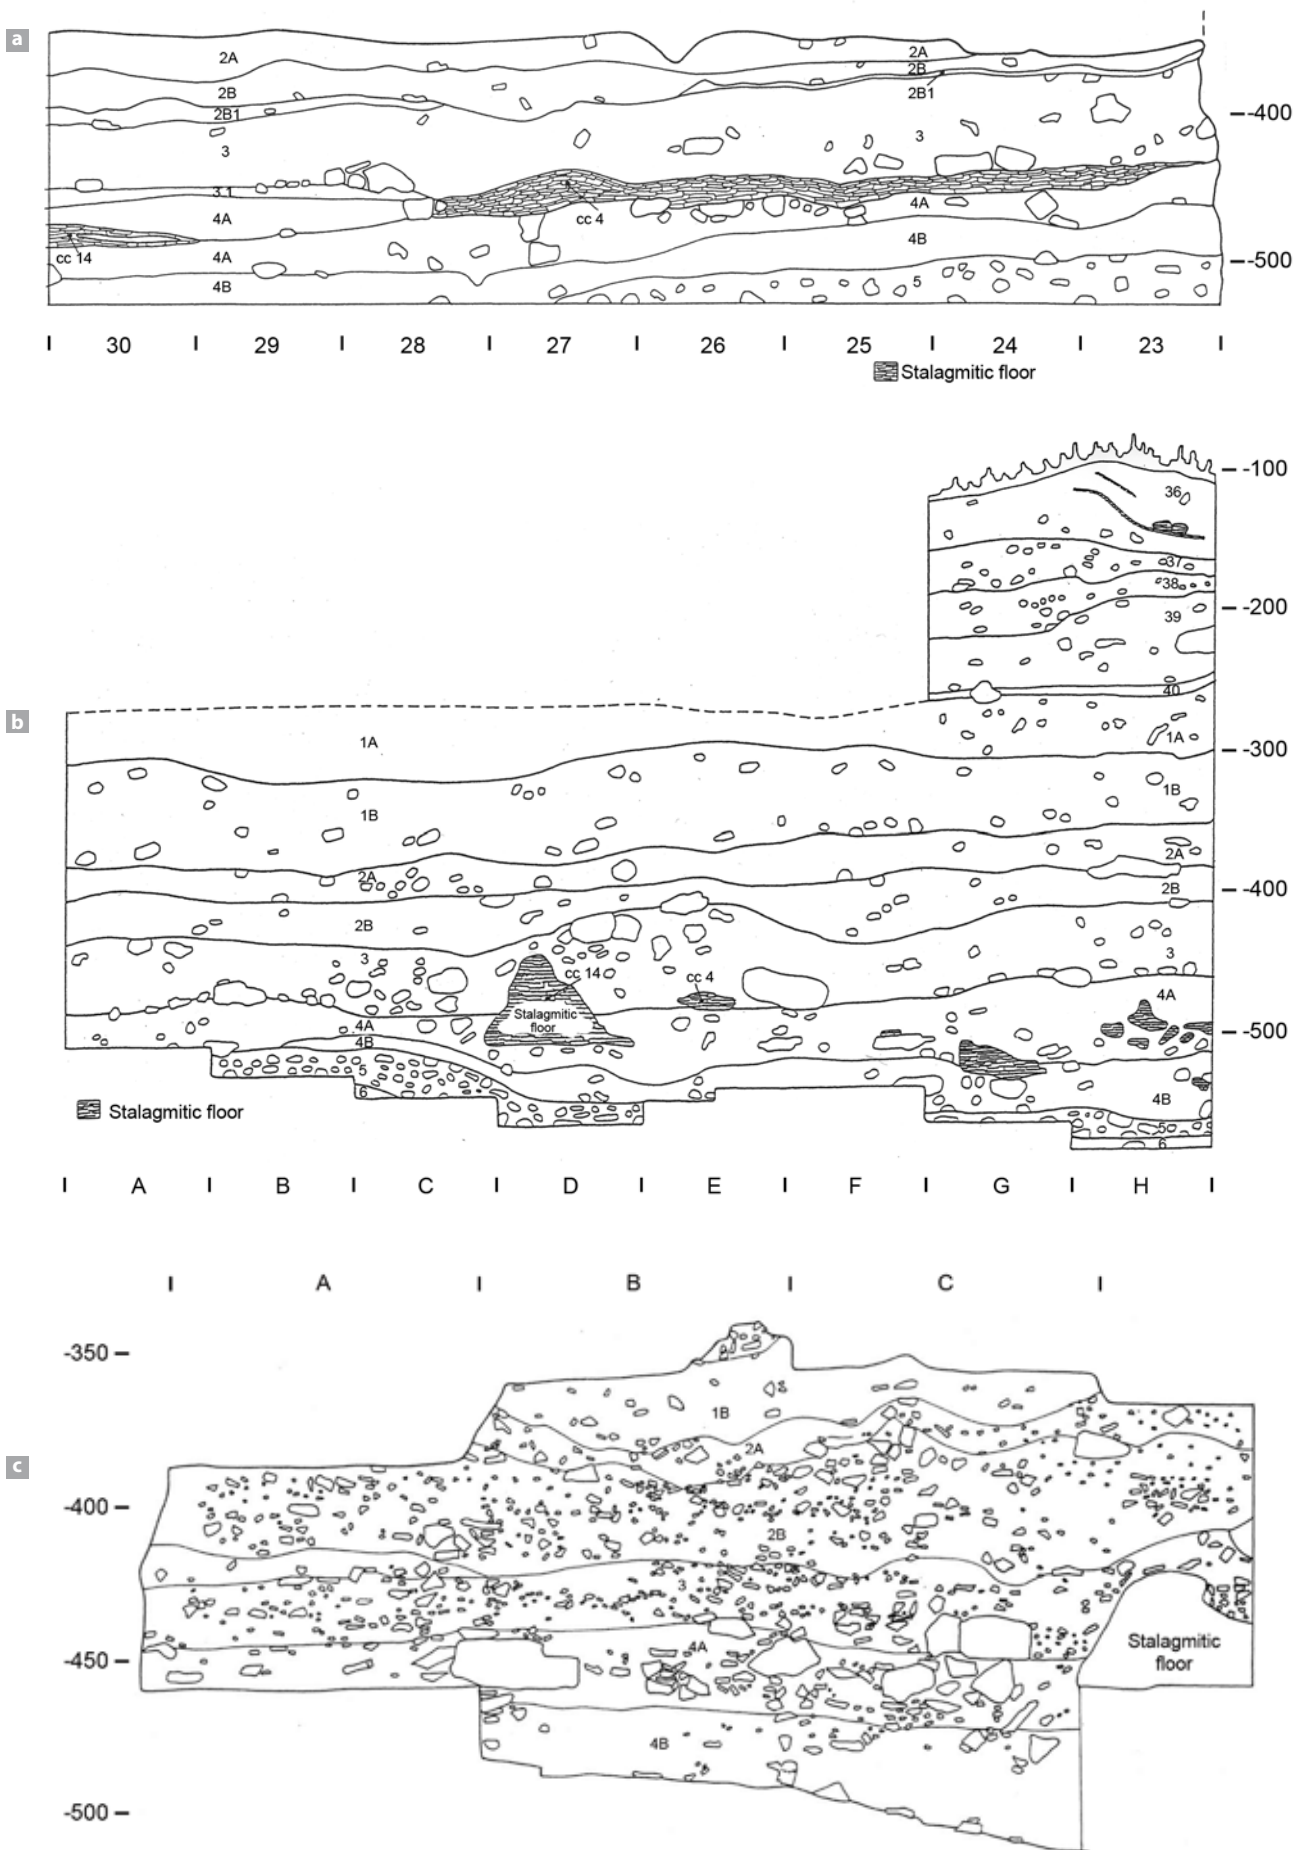 a
2A
2A
2B
2B
2B1
2B1
-400
3
3
3.1
4A
4A
cc 4
4B
cc 14
4A
-500
4B
5
30 29 28 27 26 25 24 23
Stalagmitic floor
-100
36
37
38
-200
39
40
b
1A
1A
-300
1B
1B
2A
2A
-400
2B
2B
3
3
cc 14
cc 4
4A
Stalagmitic
floor
4A
-500
4B
5
6
4B
5
6
Stalagmitic floor
A B C D E F G H
A B C
-350
1B
2A
c
-400
2B
3
4A
-450
Stalagmitic
floor
4B
-500